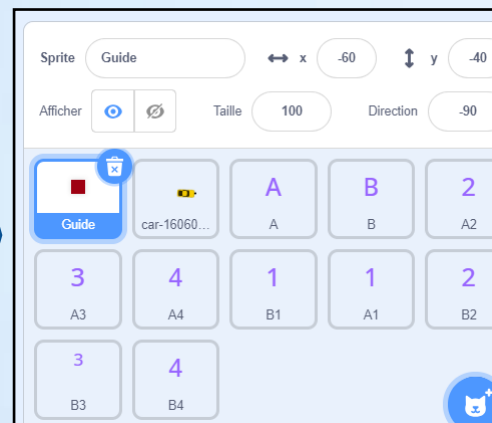 Sprite Guide x -60 y -40
Afficher Taille 100 Direction -90
A B 2
Guide car-16060... A B A2
3 4 1 1 2
A3 A4 B1 A1 B2
3 4
B3 B4